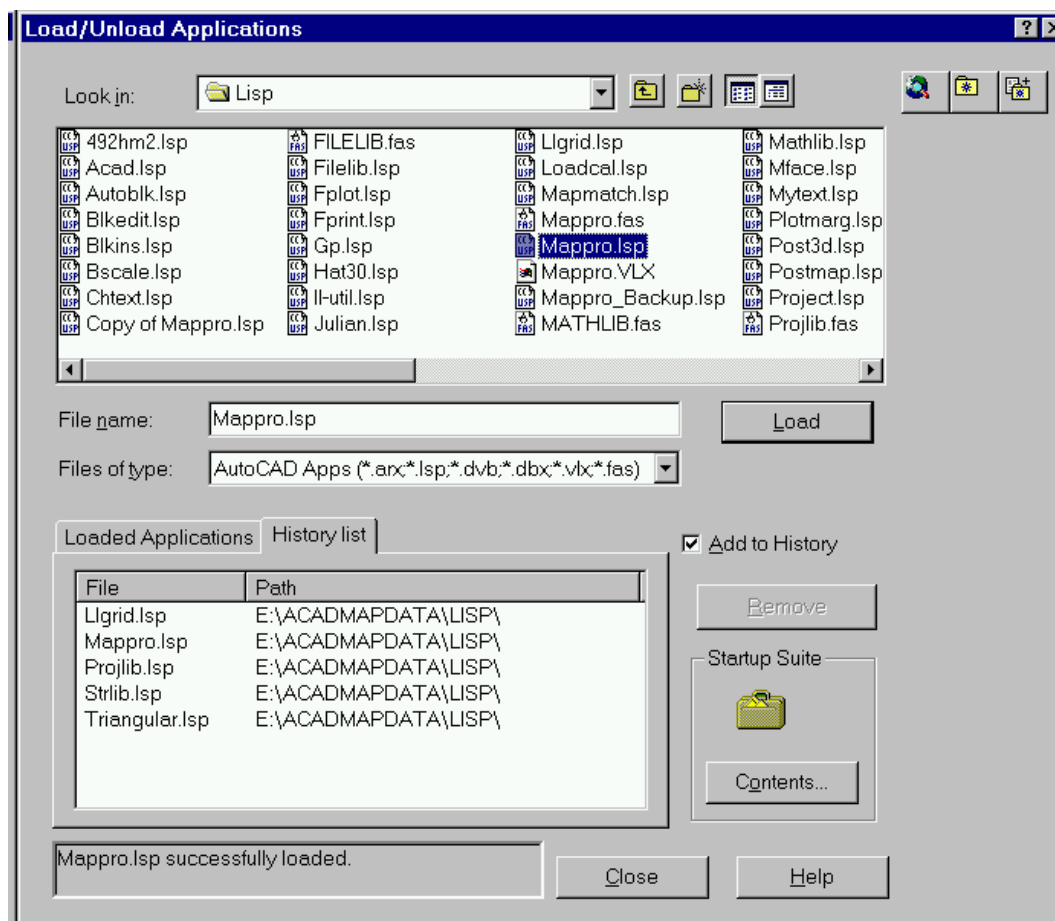 Load/Unload Applications
Look in: Lisp
492hm2.lsp FILELIB.fas Llgrid.lsp Mathlib.lsp
Acad.lsp Filelib.lsp Loadcal.lsp Mface.lsp
Autoblk.lsp Fplot.lsp Mapmatch.lsp Mytext.lsp
Blkedit.lsp Fprint.lsp Mappro.fas Plotmarg.lsp
Blkins.lsp Gp.lsp Mappro.lsp Post3d.lsp
Bscale.lsp Hat30.lsp Mappro.VLX Postmap.lsp
Chtext.lsp ll-util.lsp Mappro_Backup.lsp Project.lsp
Copy of Mappro.lsp Julian.lsp MATHLIB.fas Projlib.fas
File name: Mappro.lsp Load
Files of type: AutoCAD Apps (*.arx;*.lsp;*.dvb;*.dbx;*.vlx;*.fas)
Loaded Applications History list
Add to History
File Path
Llgrid.lsp E:\ACADMAPDATA\LISP\
Mappro.lsp E:\ACADMAPDATA\LISP\
Projlib.lsp E:\ACADMAPDATA\LISP\
Strlib.lsp E:\ACADMAPDATA\LISP\
Triangular.lsp E:\ACADMAPDATA\LISP\
Remove
Startup Suite
Contents...
Mappro.lsp successfully loaded.
Close Help